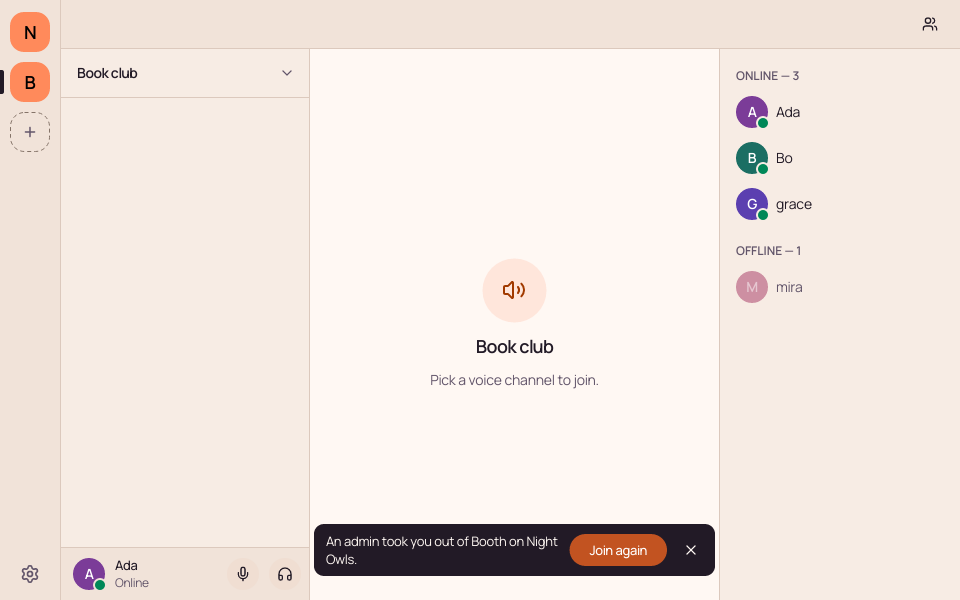 N
B
Book club
Book club
Pick a voice channel to join.
ONLINE — 3
A
Ada
B
Bo
G
grace
OFFLINE — 1
M
mira
A
Ada
Online
An admin took you out of Booth on Night
Owls.
Join again